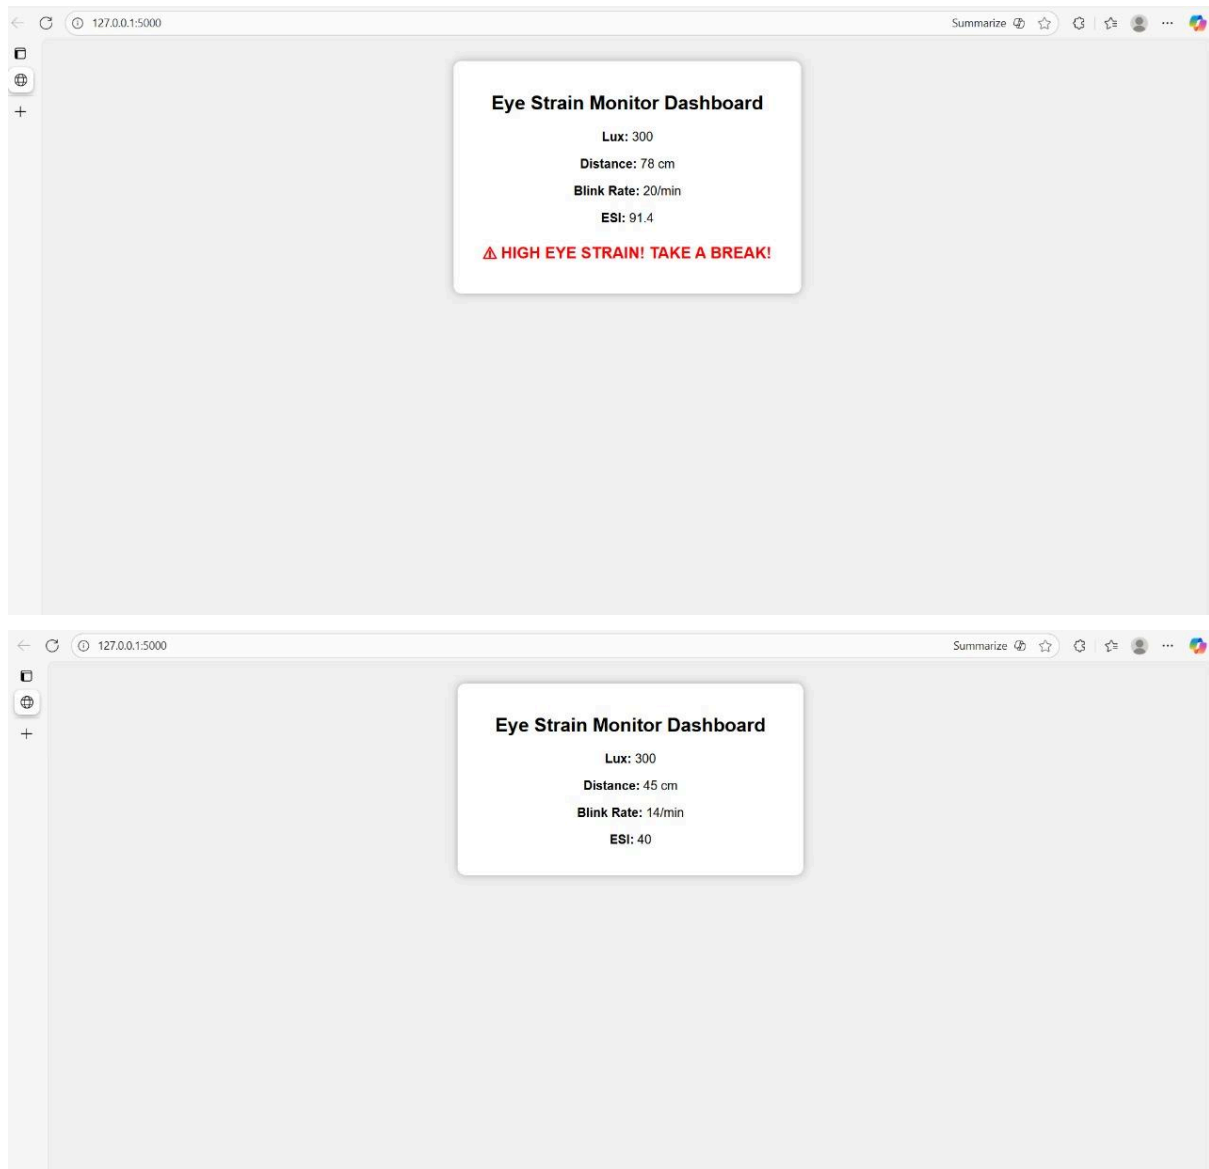 127.0.0.1:5000
Summarize
Eye Strain Monitor Dashboard
Lux: 300
Distance: 78 cm
Blink Rate: 20/min
ESI: 91.4
⚠ HIGH EYE STRAIN! TAKE A BREAK!
127.0.0.1:5000
Summarize
Eye Strain Monitor Dashboard
Lux: 300
Distance: 45 cm
Blink Rate: 14/min
ESI: 40